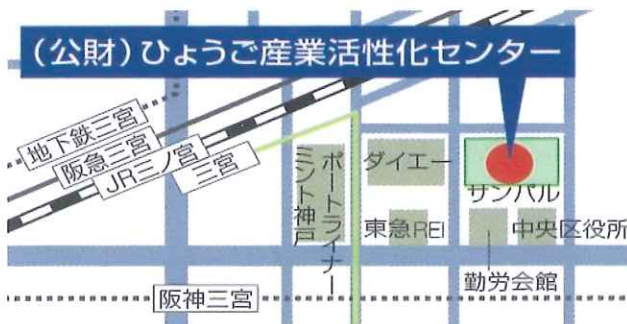 (公財)ひょうご産業活性化センター
地下鉄三宮
阪急三宮
JR三ノ宮
三宮
ミント神戸
ポートライナー
ダイエー
サンパル
東急REI
中央区役所
勤労会館
阪神三宮